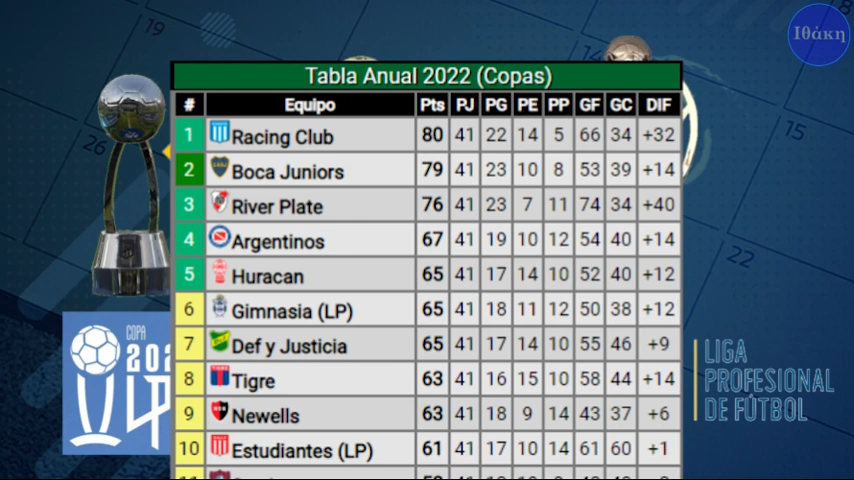 Ιθάκη
19
14
8
15
26
22
Tabla Anual 2022 (Copas)
# Equipo Pts PJ PG PE PP GF GC DIF
1 Racing Club 80 41 22 14 5 66 34 +32
2 Boca Juniors 79 41 23 10 8 53 39 +14
3 River Plate 76 41 23 7 11 74 34 +40
4 Argentinos 67 41 19 10 12 54 40 +14
5 Huracan 65 41 17 14 10 52 40 +12
6 Gimnasia (LP) 65 41 18 11 12 50 38 +12
7 Def y Justicia 65 41 17 14 10 55 46 +9
8 Tigre 63 41 16 15 10 58 44 +14
9 Newells 63 41 18 9 14 43 37 +6
10 Estudiantes (LP) 61 41 17 10 14 61 60 +1
COPA
LIGA
PROFESIONAL
DE FÚTBOL